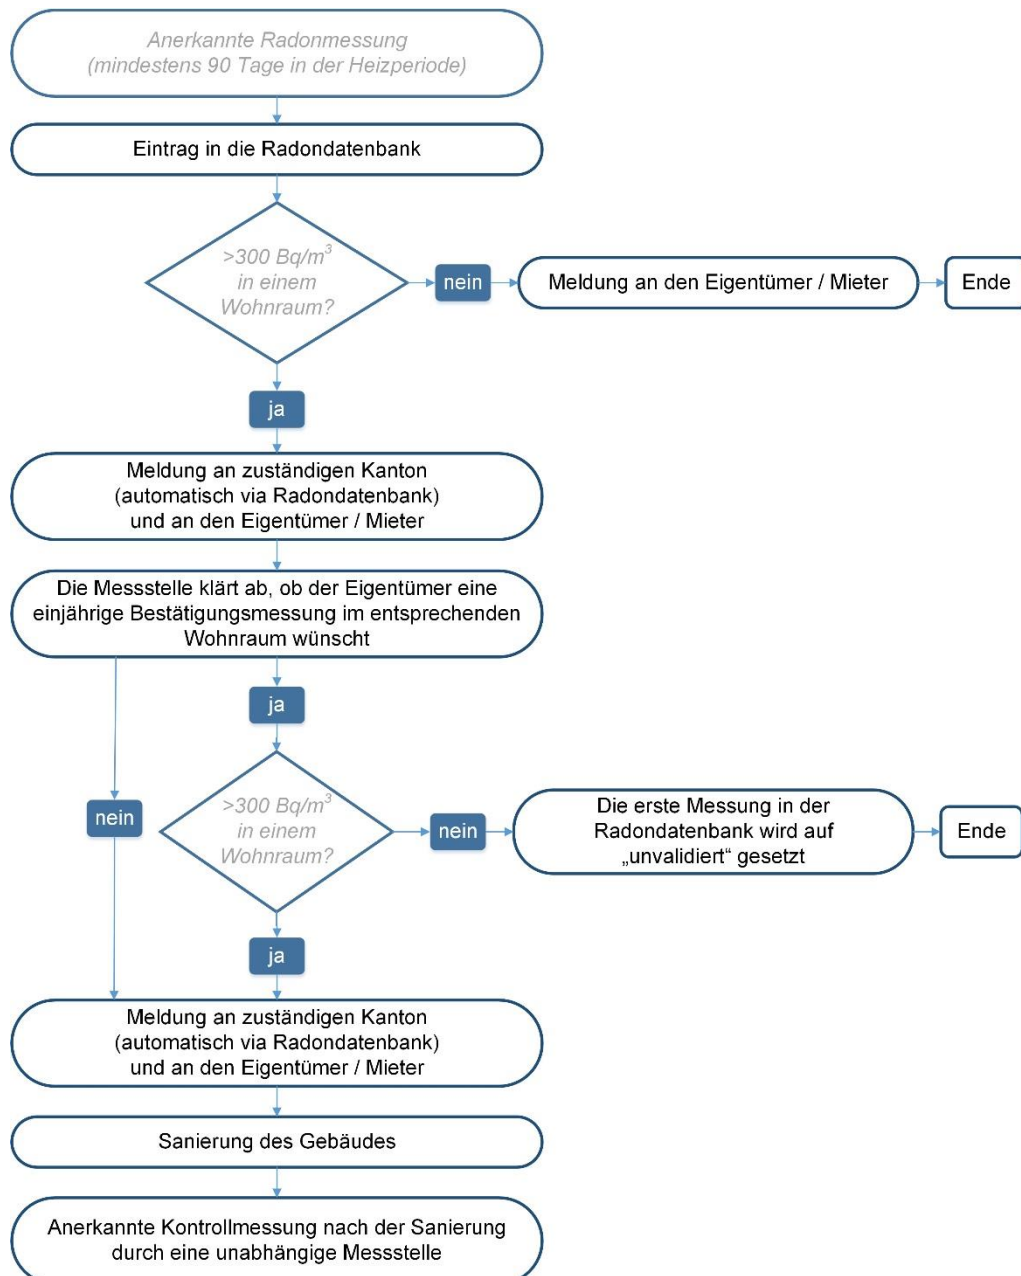 Anerkannte Radonmessung
(mindestens 90 Tage in der Heizperiode)
Eintrag in die Radondatenbank
>300 Bq/m³
in einem
Wohnraum?
nein
Meldung an den Eigentümer / Mieter
Ende
ja
Meldung an zuständigen Kanton
(automatisch via Radondatenbank)
und an den Eigentümer / Mieter
Die Messstelle klärt ab, ob der Eigentümer eine
einjährige Bestätigungsmessung im entsprechenden
Wohnraum wünscht
ja
nein
>300 Bq/m³
in einem
Wohnraum?
nein
Die erste Messung in der
Radondatenbank wird auf
„unvalidiert“ gesetzt
Ende
ja
Meldung an zuständigen Kanton
(automatisch via Radondatenbank)
und an den Eigentümer / Mieter
Sanierung des Gebäudes
Anerkannte Kontrollmessung nach der Sanierung
durch eine unabhängige Messstelle